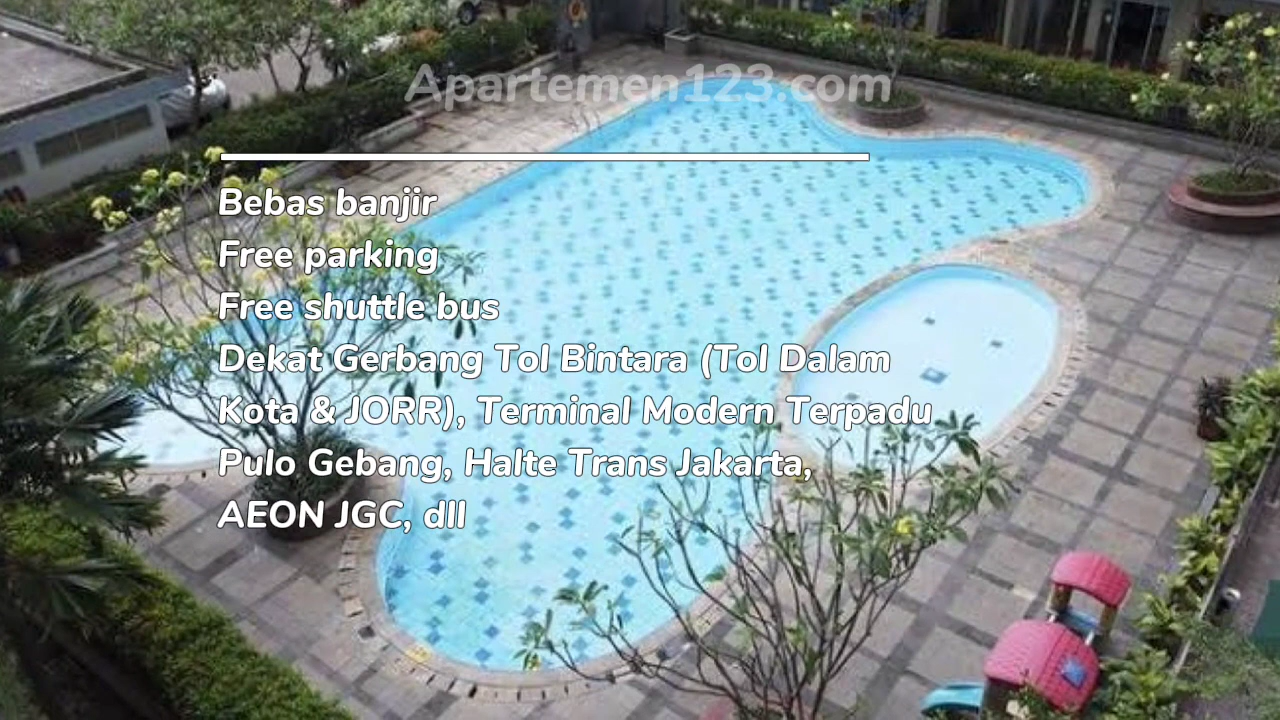 Apartemen123.com
Bebas banjir
Free parking
Free shuttle bus
Dekat Gerbang Tol Bintara (Tol Dalam
Kota & JORR), Terminal Modern Terpadu
Pulo Gebang, Halte Trans Jakarta,
AEON JGC, dll